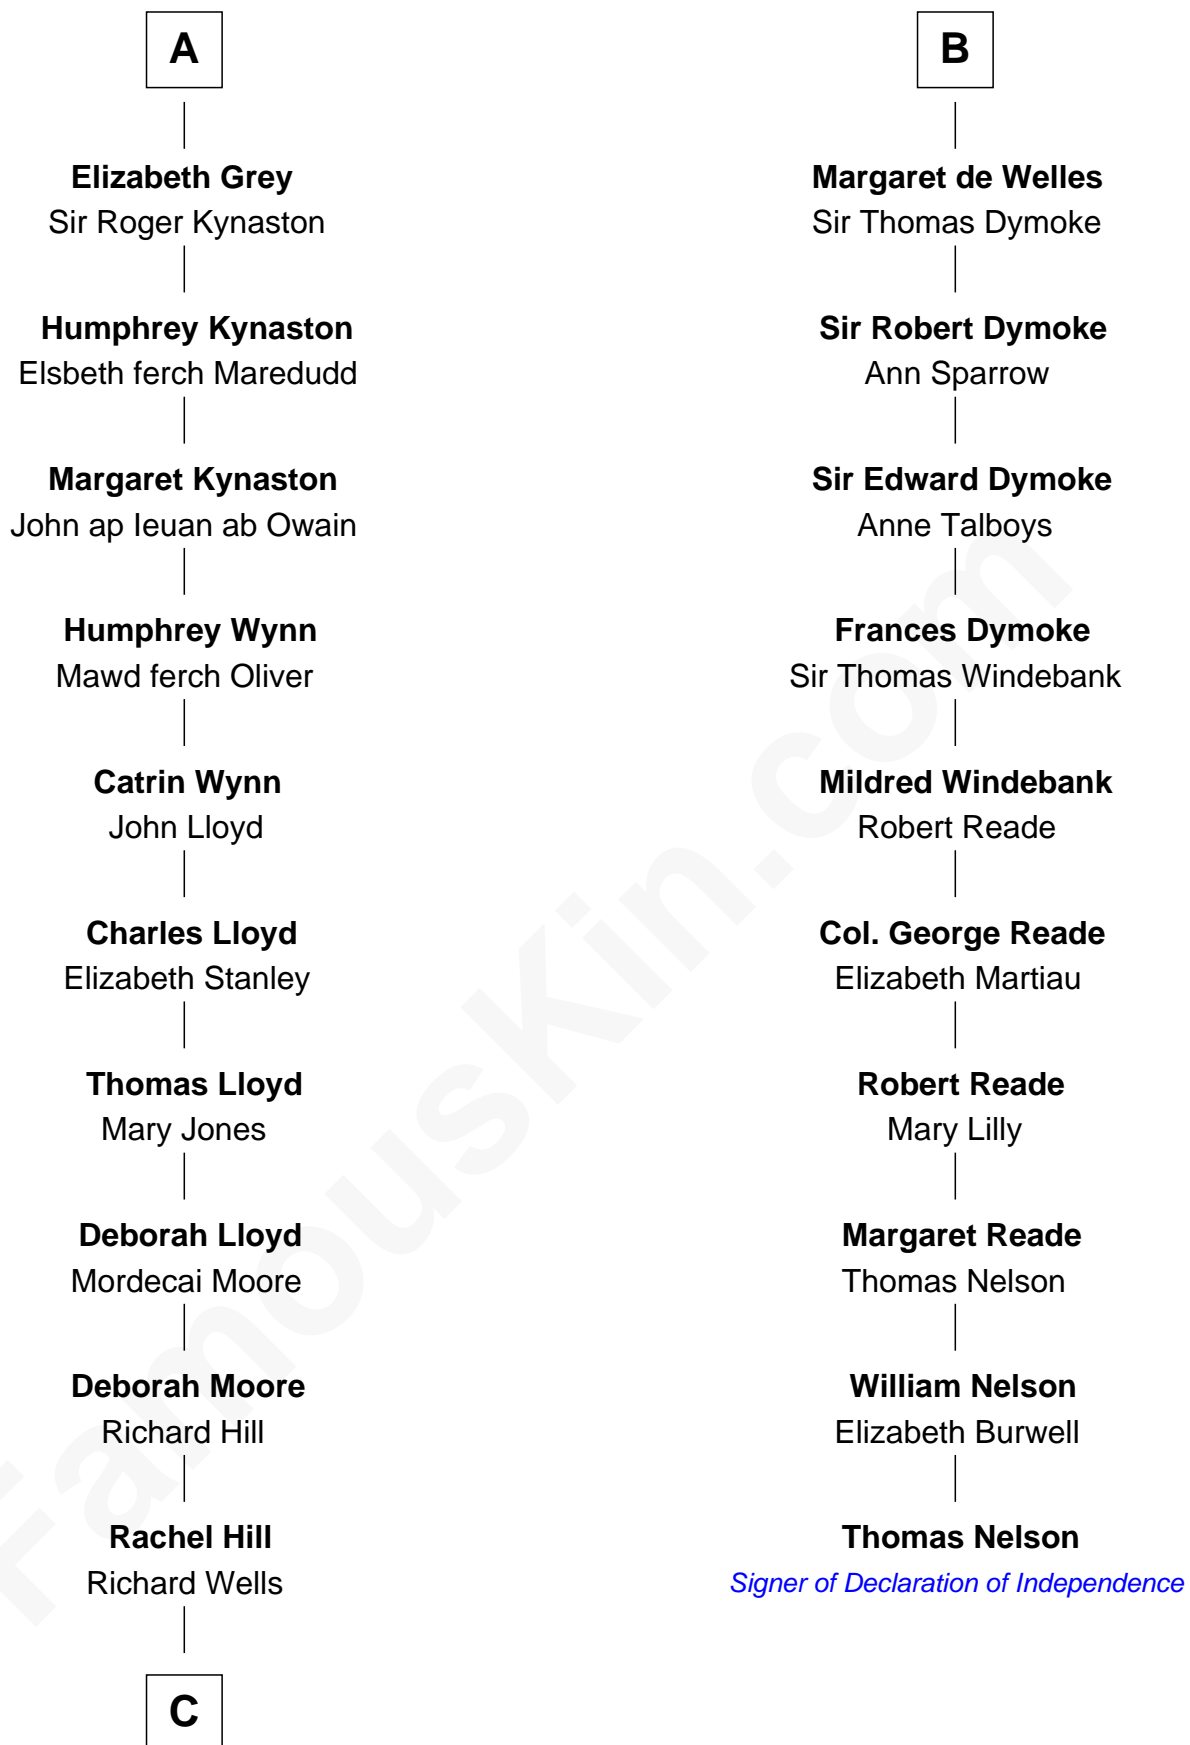 A
Elizabeth Grey
Sir Roger Kynaston
Humphrey Kynaston
Elsbeth ferch Maredudd
Margaret Kynaston
John ap Ieuan ab Owain
Humphrey Wynn
Mawd ferch Oliver
Catrin Wynn
John Lloyd
Charles Lloyd
Elizabeth Stanley
Thomas Lloyd
Mary Jones
Deborah Lloyd
Mordecai Moore
Deborah Moore
Richard Hill
Rachel Hill
Richard Wells
C
B
Margaret de Welles
Sir Thomas Dymoke
Sir Robert Dymoke
Ann Sparrow
Sir Edward Dymoke
Anne Talboys
Frances Dymoke
Sir Thomas Windebank
Mildred Windebank
Robert Reade
Col. George Reade
Elizabeth Martiau
Robert Reade
Mary Lilly
Margaret Reade
Thomas Nelson
William Nelson
Elizabeth Burwell
Thomas Nelson
Signer of Declaration of Independence
FamousKin.com